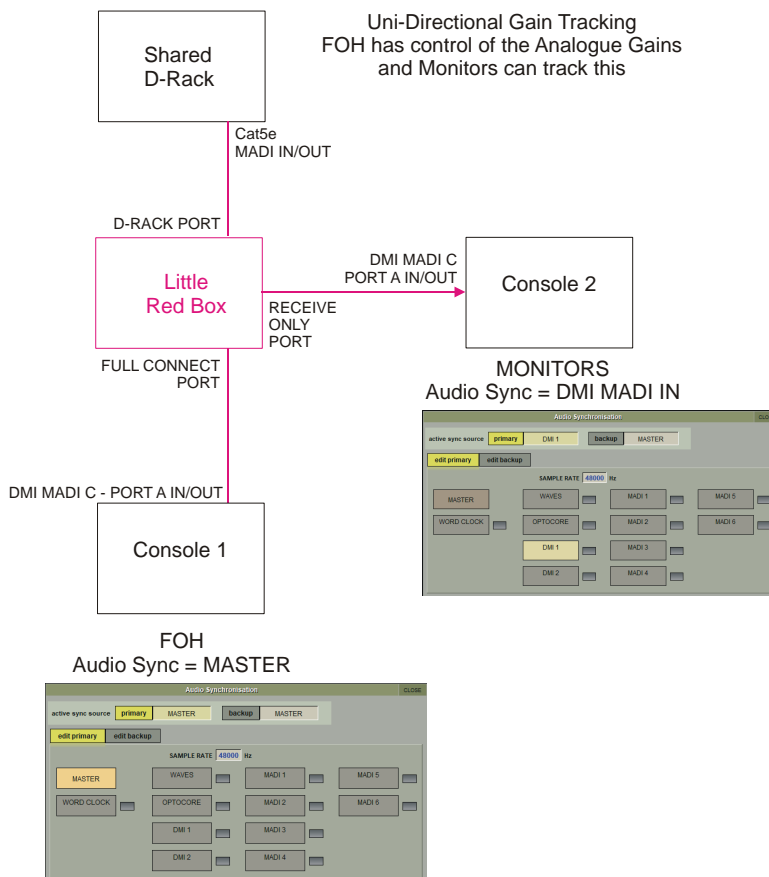 Uni-Directional Gain Tracking
FOH has control of the Analogue Gains
and Monitors can track this
Shared
D-Rack
Cat5e
MADI IN/OUT
D-RACK PORT
Little
Red Box
RECEIVE
ONLY
PORT
DMI MADI C
PORT A IN/OUT
Console 2
FULL CONNECT
PORT
MONITORS
Audio Sync = DMI MADI IN
Audio Synchronisation CLO
active sync source primary DMI 1 backup MASTER
edit primary edit backup
SAMPLE RATE 48000 Hz
MASTER WAVES MADI 1 MADI 5
WORD CLOCK OPTOCORE MADI 2 MADI 6
DMI 1 MADI 3
DMI 2 MADI 4
DMI MADI C - PORT A IN/OUT
Console 1
FOH
Audio Sync = MASTER
Audio Synchronisation CLOSE
active sync source primary MASTER backup MASTER
edit primary edit backup
SAMPLE RATE 48000 Hz
MASTER WAVES MADI 1 MADI 5
WORD CLOCK OPTOCORE MADI 2 MADI 6
DMI 1 MADI 3
DMI 2 MADI 4